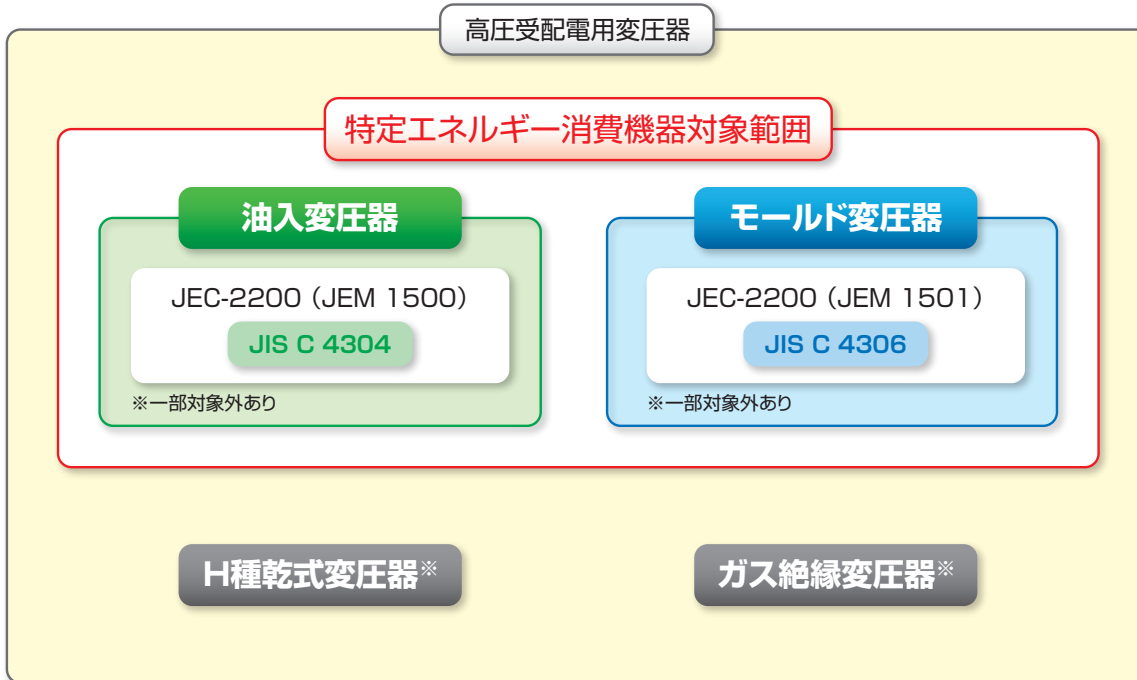 高圧受配電用変圧器
特定エネルギー消費機器対象範囲
油入変圧器
JEC-2200（JEM 1500）
JIS C 4304
※一部対象外あり
モールド変圧器
JEC-2200（JEM 1501）
JIS C 4306
※一部対象外あり
H種乾式変圧器※
ガス絶縁変圧器※